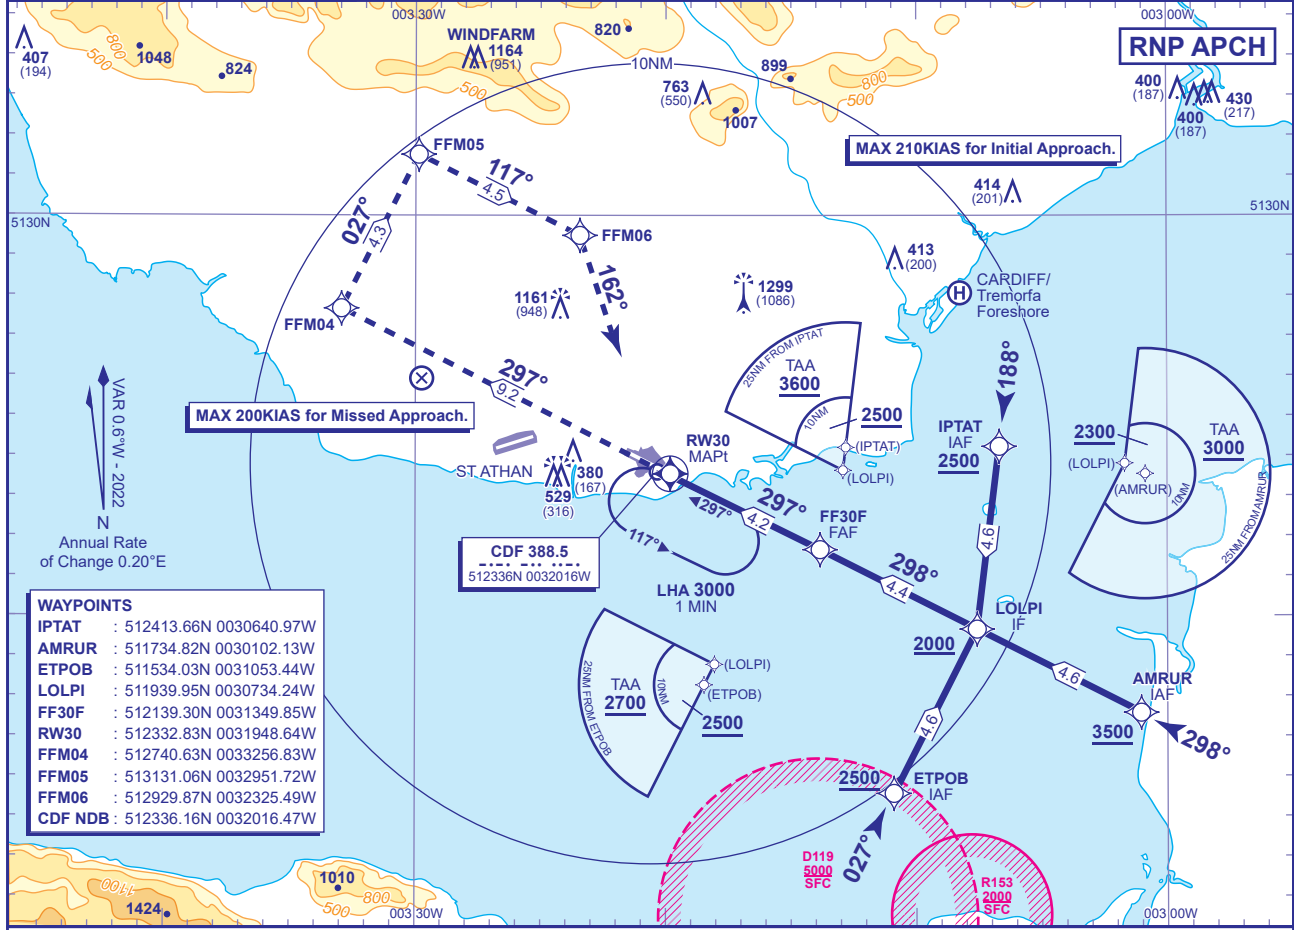 003 30W
003 00W
RNP APCH
407
(194)
800
500
1048
824
WINDFARM
1164
(951)
500
820
10NM
899
800
500
763
(550)
1007
400
(187)
430
(217)
400
(187)
MAX 210KIAS for Initial Approach.
FFM05
117°
4.5
414
(201)
5130N
5130N
027°
4.3
FFM06
162°
413
(200)
1299
(1086)
1161
(948)
CARDIFF/
Tremorfa
Foreshore
H
FFM04
297°
9.2
25NM FROM IPTAT
TAA
3600
10NM
2500
(IPTAT)
(LOLPI)
188°
VAR 0.6°W - 2022
N
Annual Rate
of Change 0.20°E
MAX 200KIAS for Missed Approach.
IPTAT
IAF
2500
2300
TAA
3000
(LOLPI)
(AMRUR)
10NM
25NM FROM AMRUR
RW30
MAPt
ST.ATHAN
380
(167)
529
(316)
297°
297°
4.2
FF30F
FAF
117°
4.6
CDF 388.5
512336N 0032016W
LHA 3000
1 MIN
298°
4.4
LOLPI
IF
2000
WAYPOINTS
IPTAT : 512413.66N 0030640.97W
AMRUR : 511734.82N 0030102.13W
ETPOB : 511534.03N 0031053.44W
LOLPI : 511939.95N 0030734.24W
FF30F : 512139.30N 0031349.85W
RW30 : 512332.83N 0031948.64W
FFM04 : 512740.63N 0033256.83W
FFM05 : 513131.06N 0032951.72W
FFM06 : 512929.87N 0032325.49W
CDF NDB : 512336.16N 0032016.47W
25NM FROM ETPOB
TAA
2700
10NM
(LOLPI)
(ETPOB)
2500
4.6
AMRUR
IAF
3500
298°
4.6
2500
ETPOB
IAF
027°
D119
5000
SFC
R153
2000
SFC
1100
1424
1010
800
500
003 30W
003 00W